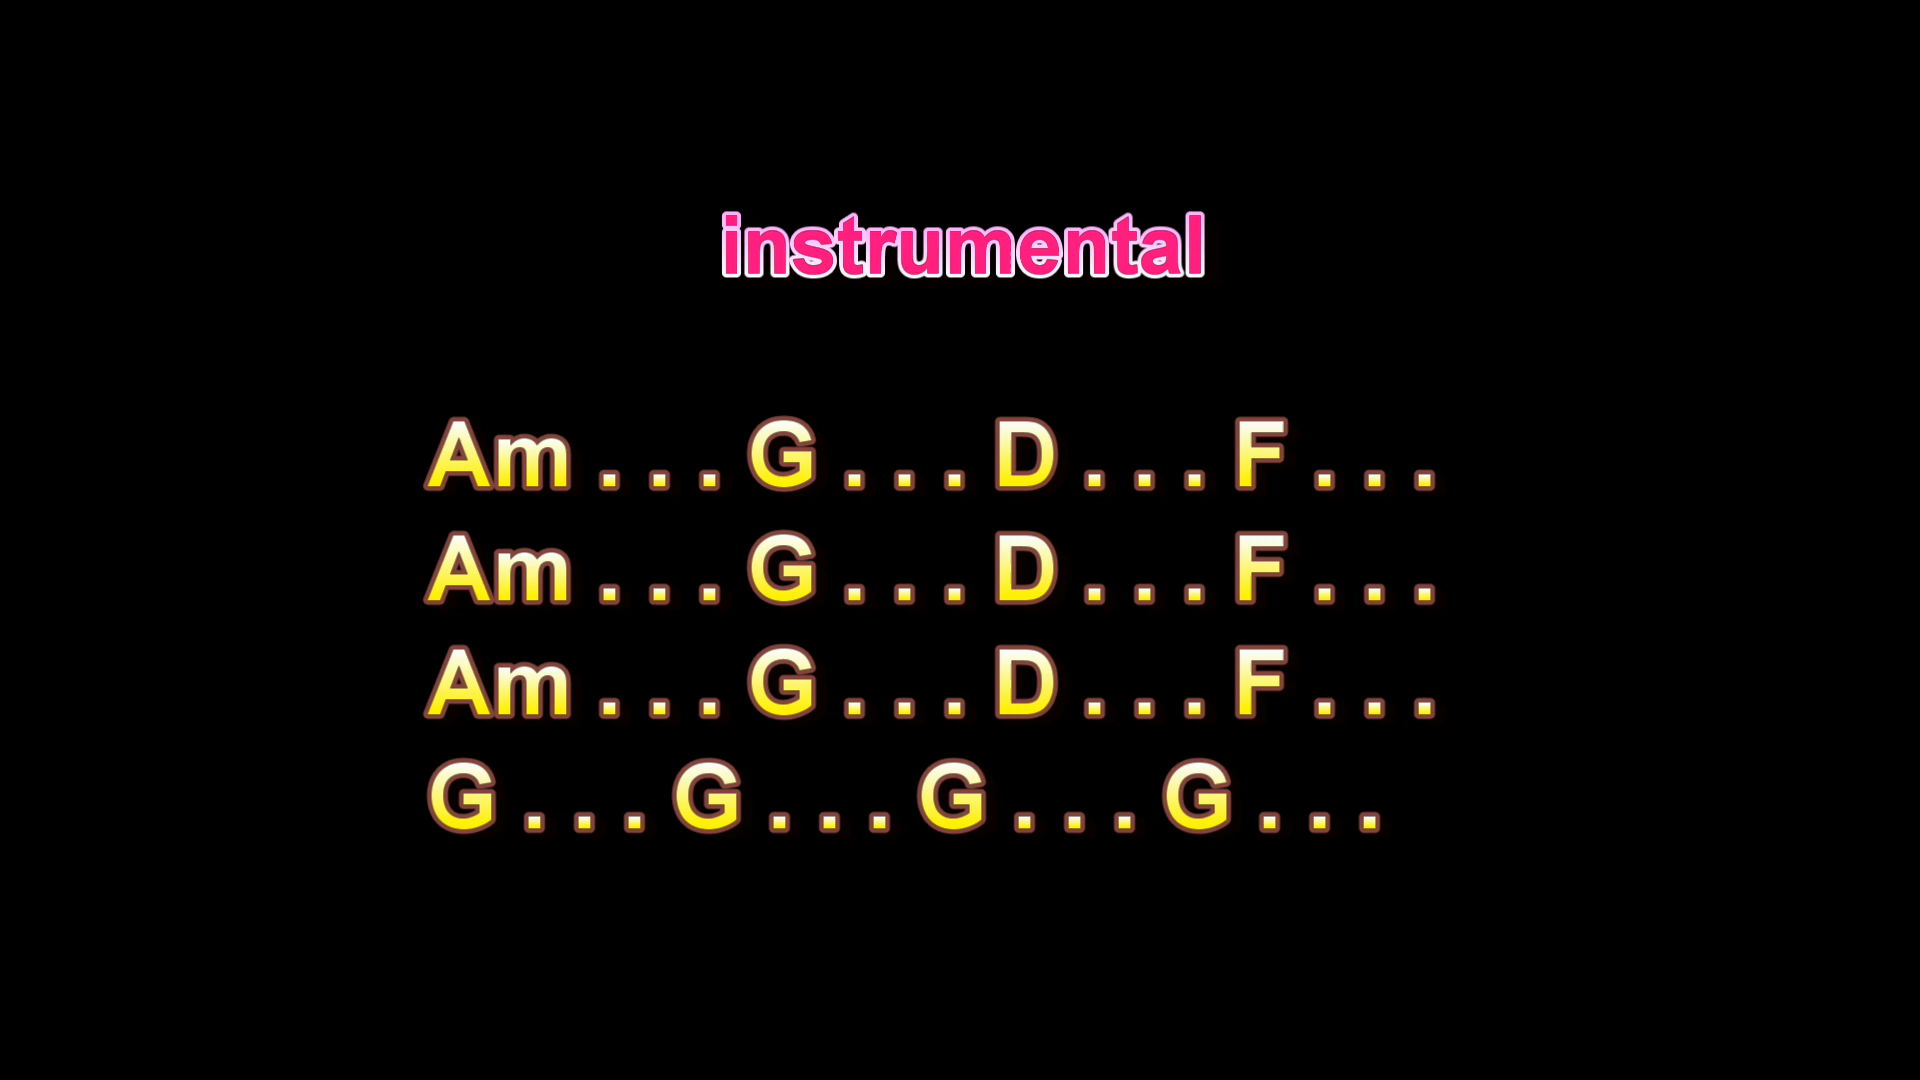 instrumental
Am . . . G . . . D . . . F . . .
Am . . . G . . . D . . . F . . .
Am . . . G . . . D . . . F . . .
G . . . G . . . G . . . G . . .